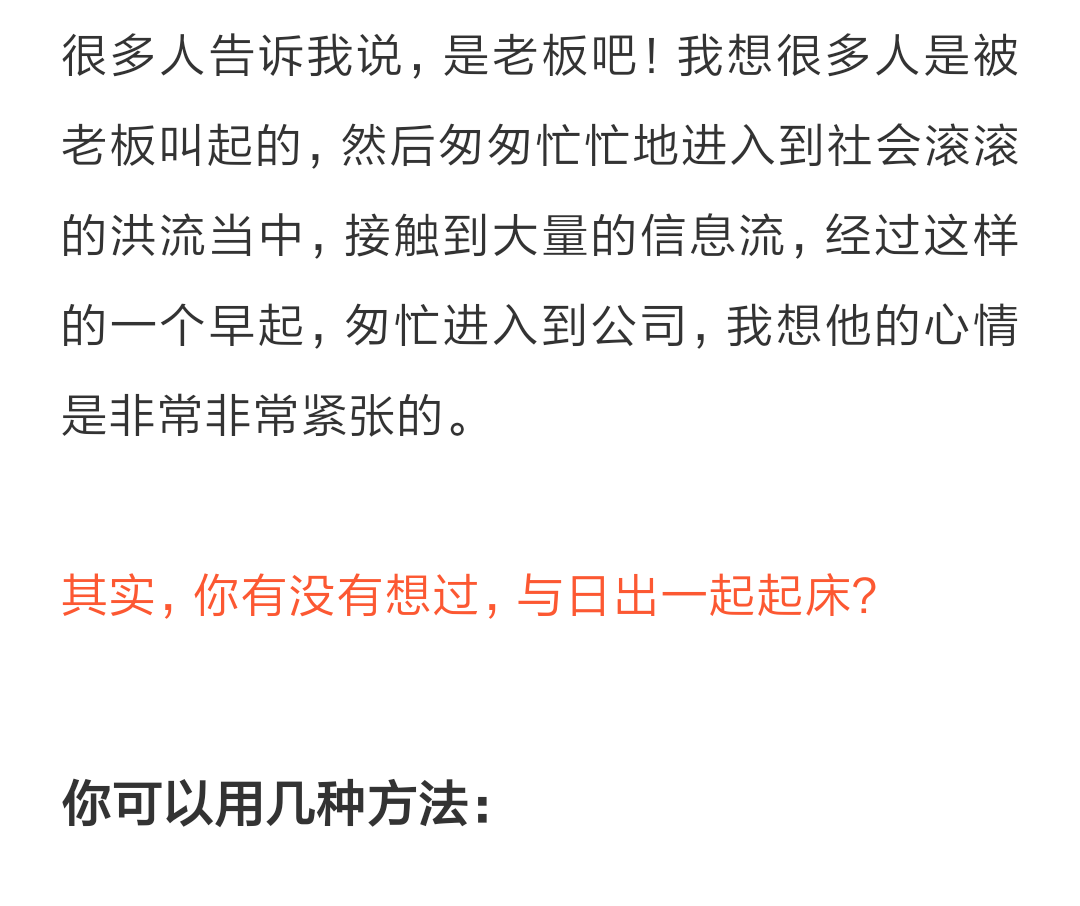 很多人告诉我说，是老板吧！我想很多人是被
老板叫起的，然后匆匆忙忙地进入到社会滚滚
的洪流当中，接触到大量的信息流，经过这样
的一个早起，匆忙进入到公司，我想他的心情
是非常非常紧张的。
其实，你有没有想过，与日出一起起床？
你可以用几种方法：